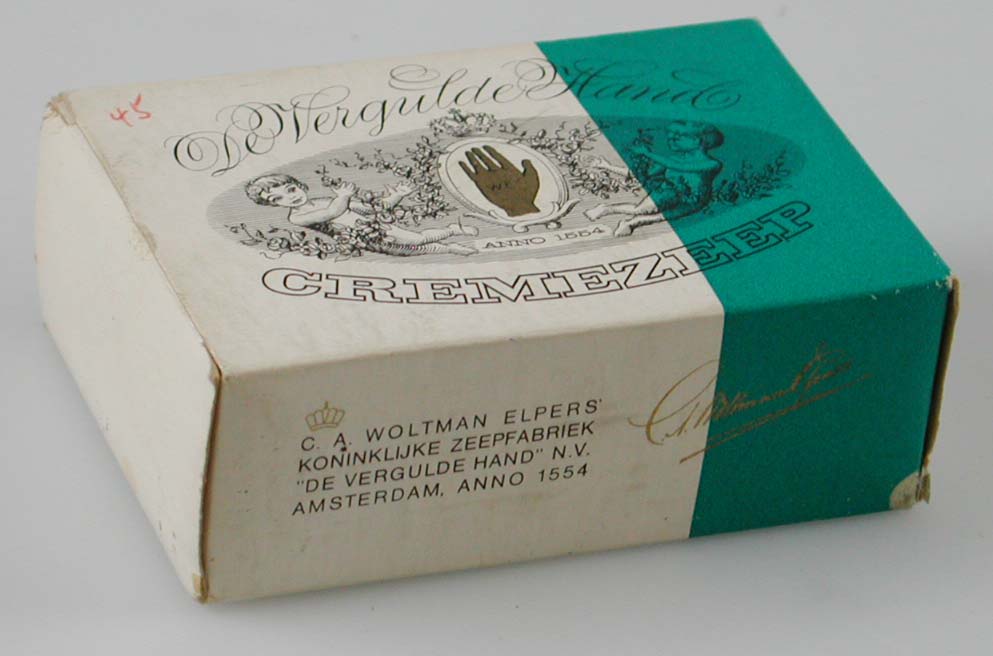 45
De Vergulde Hand
W.E.
ANNO 1554
CREMEZEEP
C. A. WOLTMAN ELPERS'
KONINKLIJKE ZEEPFABRIEK
"DE VERGULDE HAND" N.V.
AMSTERDAM, ANNO 1554